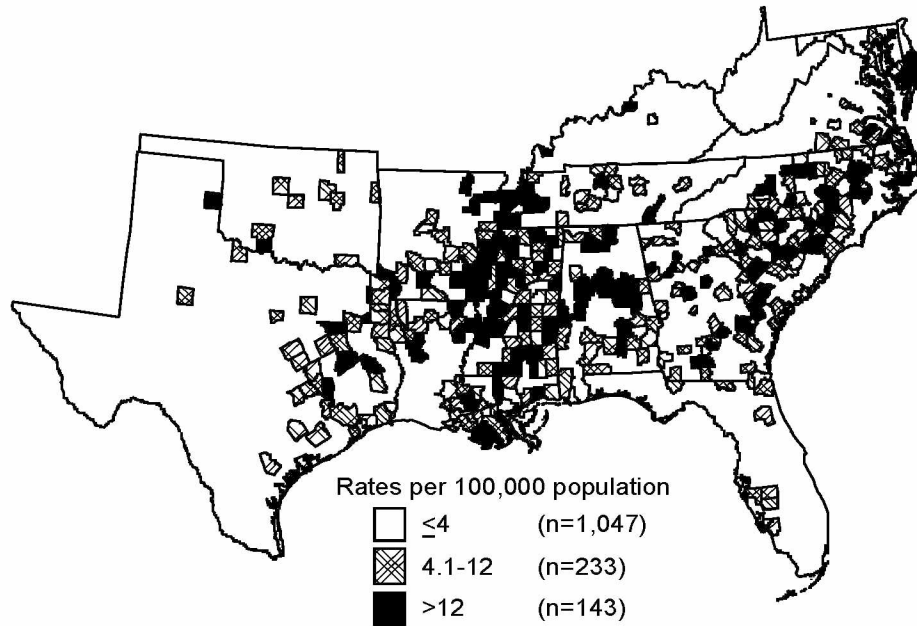 Rates per 100,000 population
≤4 (n=1,047)
4.1-12 (n=233)
>12 (n=143)